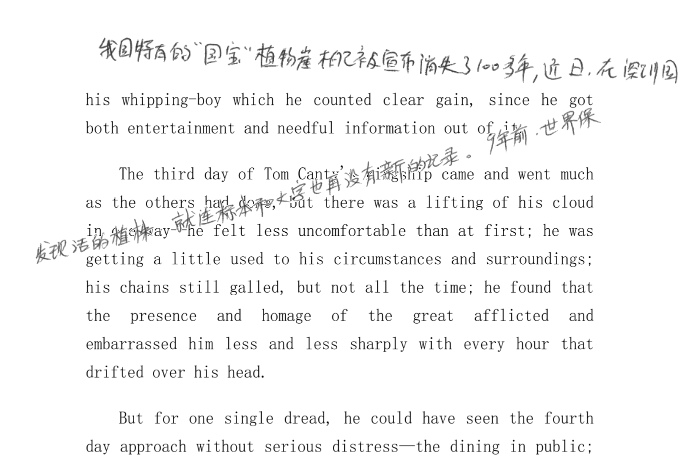 我国特有的“国宝”植物崖柏已被宣布消失了100多年,近日,在深圳国
his whipping-boy which he counted clear gain, since he got
both entertainment and needful information out of it.
The third day of Tom Canty's kingship came and went much
as the others had done, but there was a lifting of his cloud
in one way—he felt less uncomfortable than at first; he was
getting a little used to his circumstances and surroundings;
his chains still galled, but not all the time; he found that
the presence and homage of the great afflicted and
embarrassed him less and less sharply with every hour that
drifted over his head.
But for one single dread, he could have seen the fourth
day approach without serious distress—the dining in public;
发现活的植株,就连标本和文字也再没有新的记录。9年前,世界保